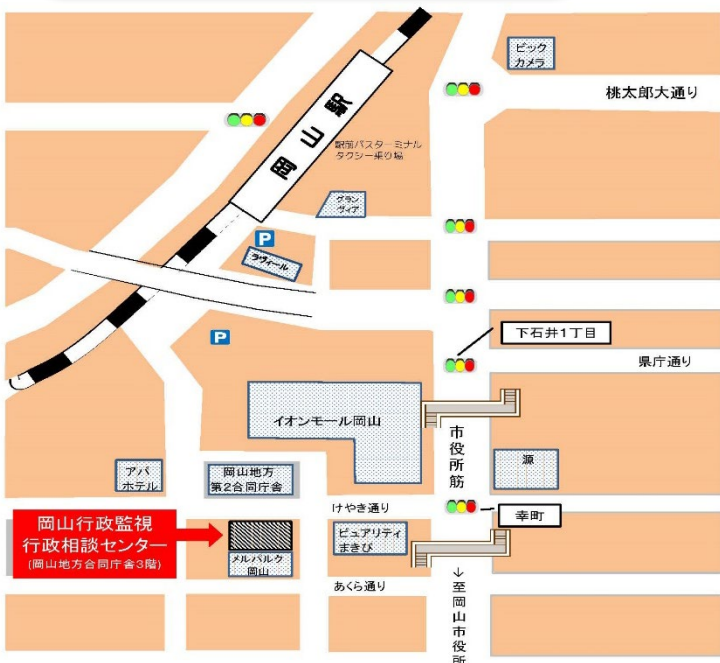 ビック
カメラ
桃太郎大通り
岡山駅
駅前バスターミナル
タクシー乗り場
グラン
ヴィア
P
ラヴィール
P
下石井1丁目
県庁通り
イオンモール岡山
市役所筋
源
アパ
ホテル
岡山地方
第2合同庁舎
けやき通り
幸町
岡山行政監視
行政相談センター
(岡山地方合同庁舎3階)
ピュアリティ
まきび
メルパルク
岡山
あくら通り
↓至岡山市役所